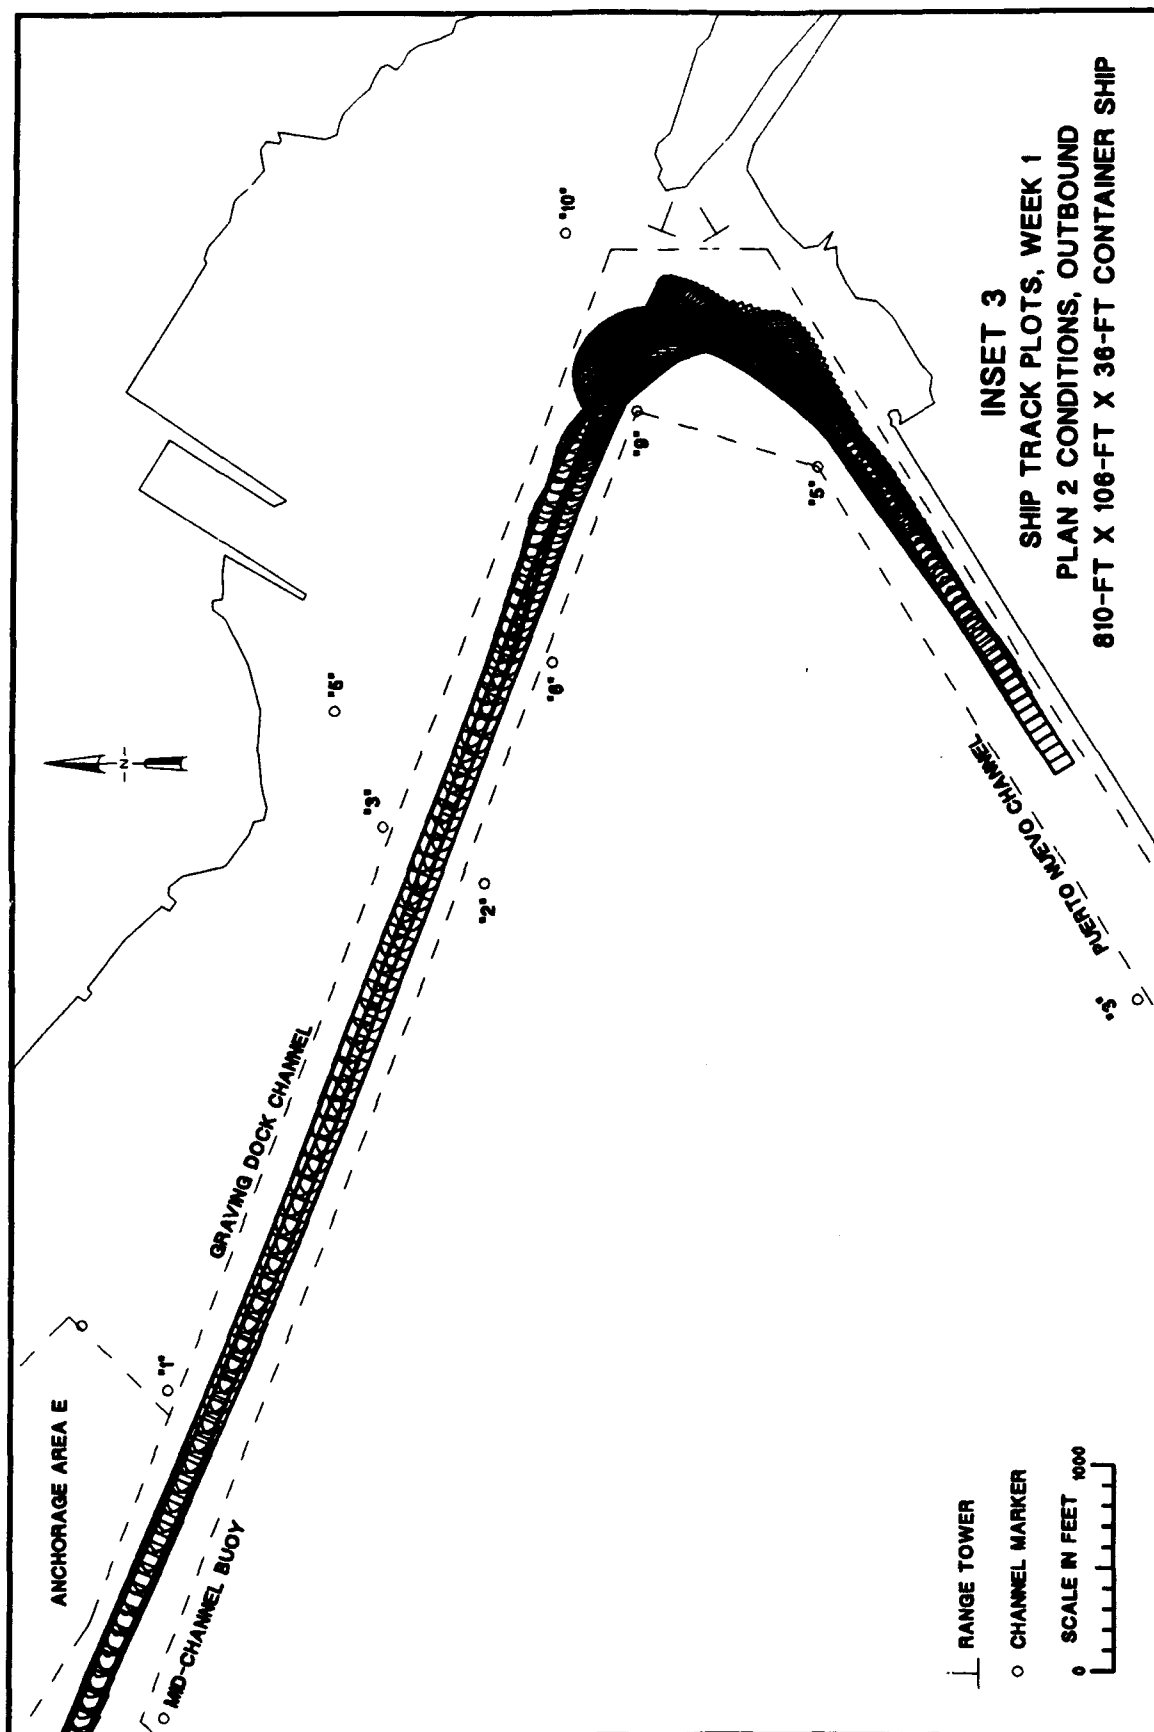 INSET 3
SHIP TRACK PLOTS, WEEK 1
PLAN 2 CONDITIONS, OUTBOUND
810-FT X 106-FT X 36-FT CONTAINER SHIP
ANCHORAGE AREA E
"1"
GRAVING DOCK CHANNEL
MID-CHANNEL BUOY
"3"
"5"
"2"
"6"
"9"
"10"
"5"
PUERTO NUEVO CHANNEL
"3"
N
RANGE TOWER
CHANNEL MARKER
SCALE IN FEET
0 1000